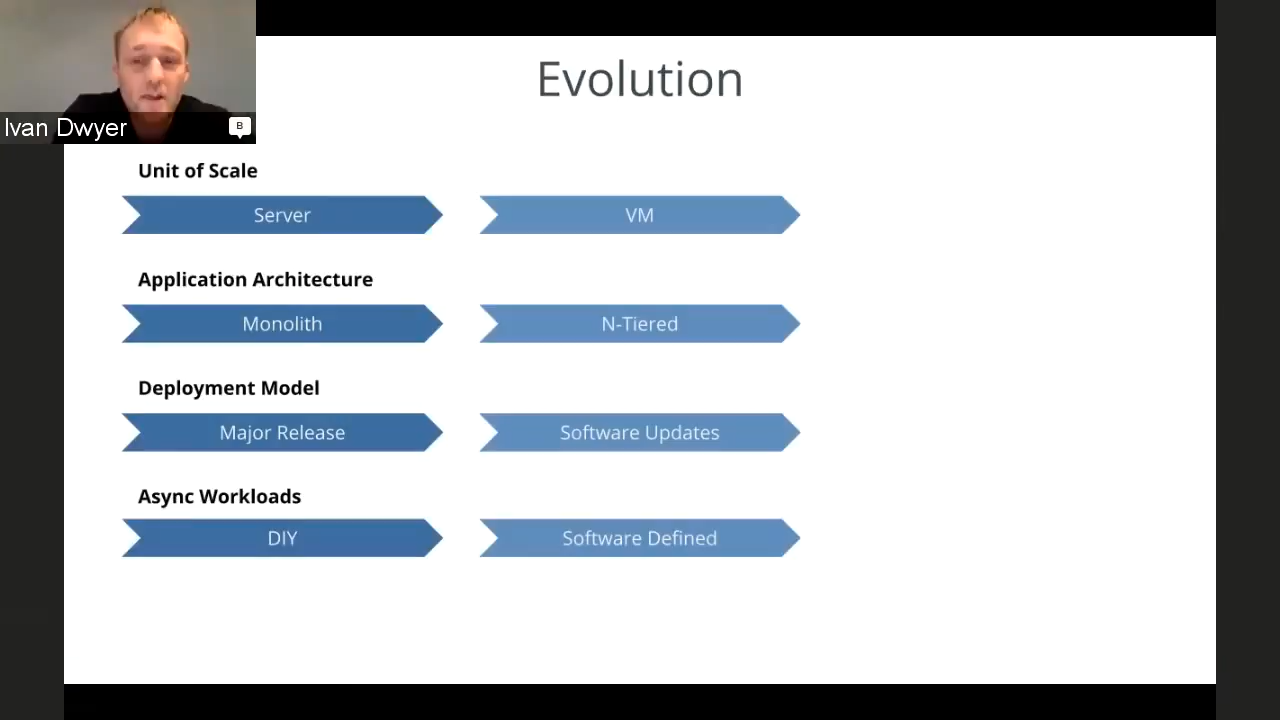 Ivan Dwyer
B
Evolution
Unit of Scale
Server
VM
Application Architecture
Monolith
N-Tiered
Deployment Model
Major Release
Software Updates
Async Workloads
DIY
Software Defined